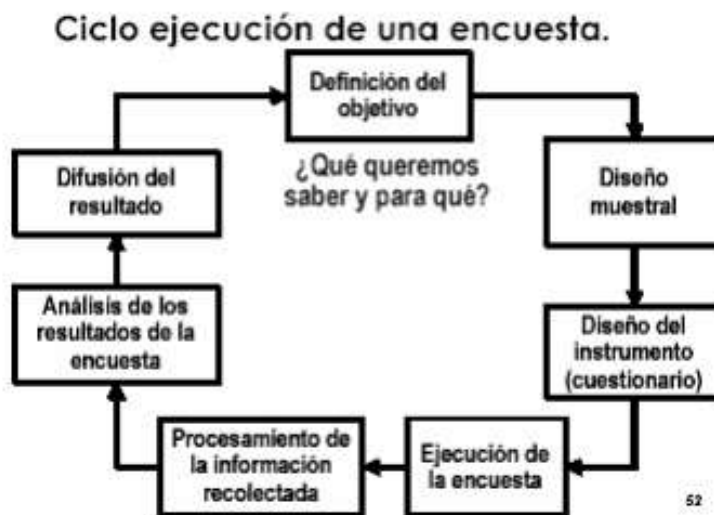 Ciclo ejecución de una encuesta.
Definición del
objetivo
¿Qué queremos
saber y para qué?
Diseño
muestral
Diseño del
instrumento
(cuestionario)
Ejecución de
la encuesta
Procesamiento de
la información
recolectada
Análisis de los
resultados de la
encuesta
Difusión del
resultado
52